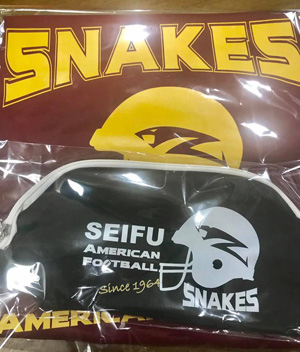 SNAKES
SEIFU
AMERICAN
FOOTBALL
Since 1964
SNAKES
AMERICA